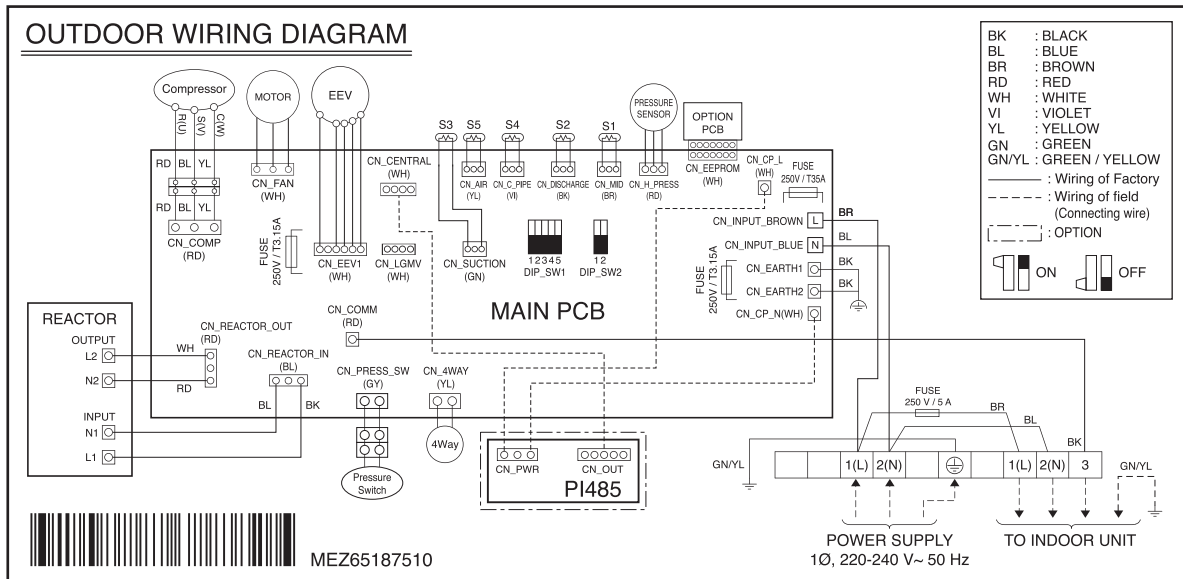 OUTDOOR WIRING DIAGRAM
Compressor
R(U)
S(V)
C(W)
MOTOR
EEV
S3
S5
S4
S2
S1
PRESSURE
SENSOR
OPTION
PCB
RD BL YL
RD BL YL
CN_COMP
(RD)
CN_FAN
(WH)
FUSE
250V / T3.15A
CN_EEV1
(WH)
CN_CENTRAL
(WH)
CN_LGMV
(WH)
CN_SUCTION
(GN)
CN_AIR
(YL)
CN_C_PIPE
(VI)
CN_DISCHARGE
(BK)
CN_MID
(BR)
CN_H_PRESS
(RD)
CN_EEPROM
(WH)
CN_CP_L
(WH)
FUSE
250V / T35A
12345
DIP_SW1
12
DIP_SW2
CN_INPUT_BROWN
L
BR
CN_INPUT_BLUE
N
BL
FUSE
250V / T3.15A
CN_EARTH1
BK
CN_EARTH2
BK
CN_CP_N(WH)
MAIN PCB
CN_COMM
(RD)
REACTOR
OUTPUT
L2
N2
INPUT
N1
L1
WH
RD
CN_REACTOR_OUT
(RD)
CN_REACTOR_IN
(BL)
BL
BK
CN_PRESS_SW
(GY)
Pressure
Switch
CN_4WAY
(YL)
4Way
CN_PWR
CN_OUT
PI485
FUSE
250 V / 5 A
BR
BL
BK
GN/YL
1(L) 2(N) 1(L) 2(N) 3
GN/YL
POWER SUPPLY
1Ø, 220-240 V~ 50 Hz
TO INDOOR UNIT
MEZ65187510
BK : BLACK
BL : BLUE
BR : BROWN
RD : RED
WH : WHITE
VI : VIOLET
YL : YELLOW
GN : GREEN
GN/YL : GREEN / YELLOW
: Wiring of Factory
: Wiring of field
(Connecting wire)
: OPTION
ON
OFF